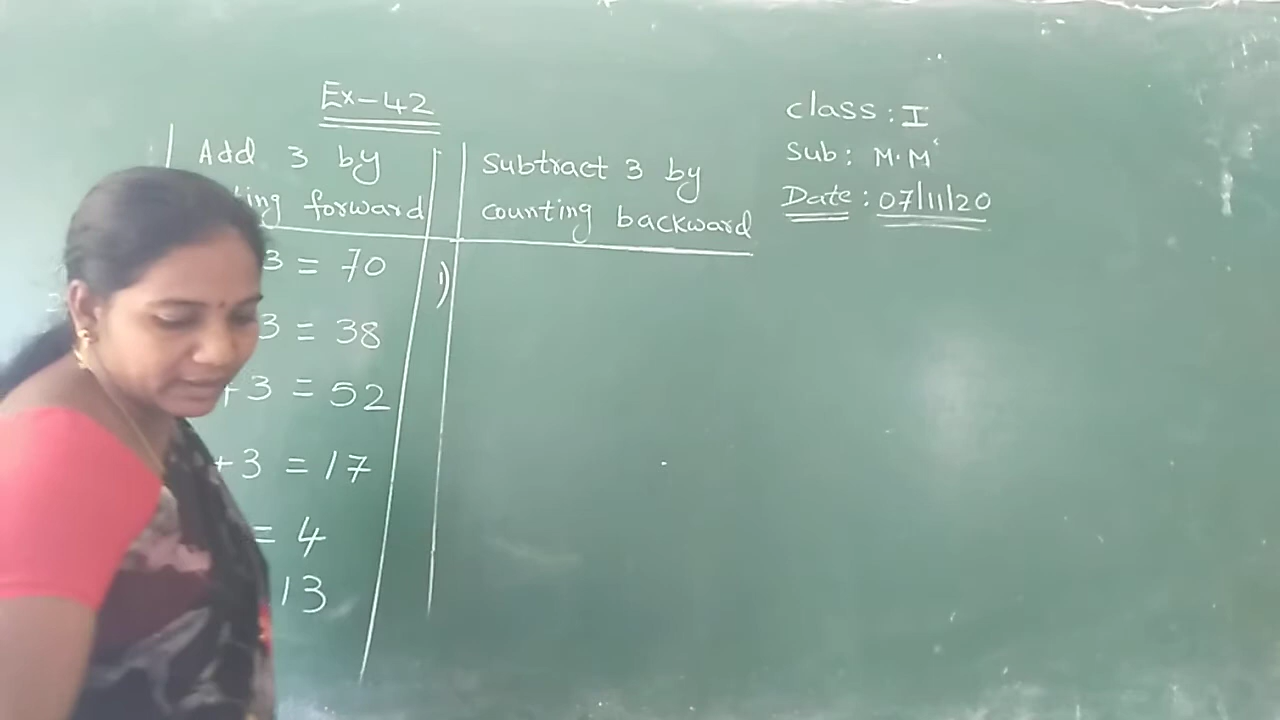 Ex-42
Add 3 by
ing forward
3 = 70
3 = 38
+3 = 52
+3 = 17
= 4
13
Subtract 3 by
counting backward
1)
class : I
Sub : M.M
Date : 07/11/20